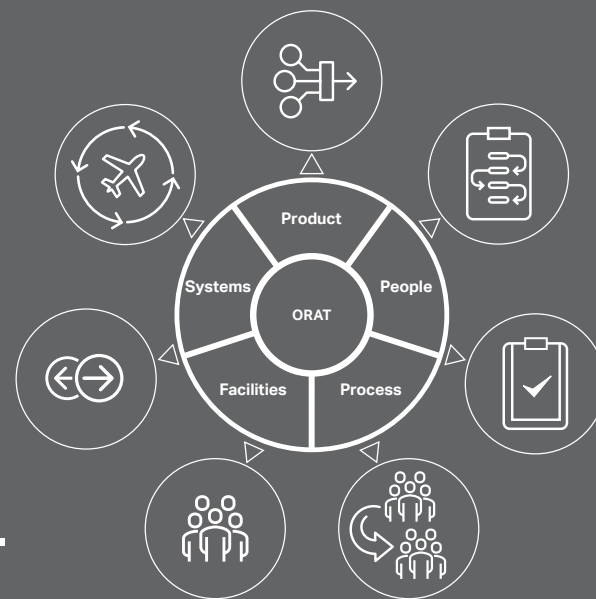 Product
Systems
People
ORAT
Facilities
Process